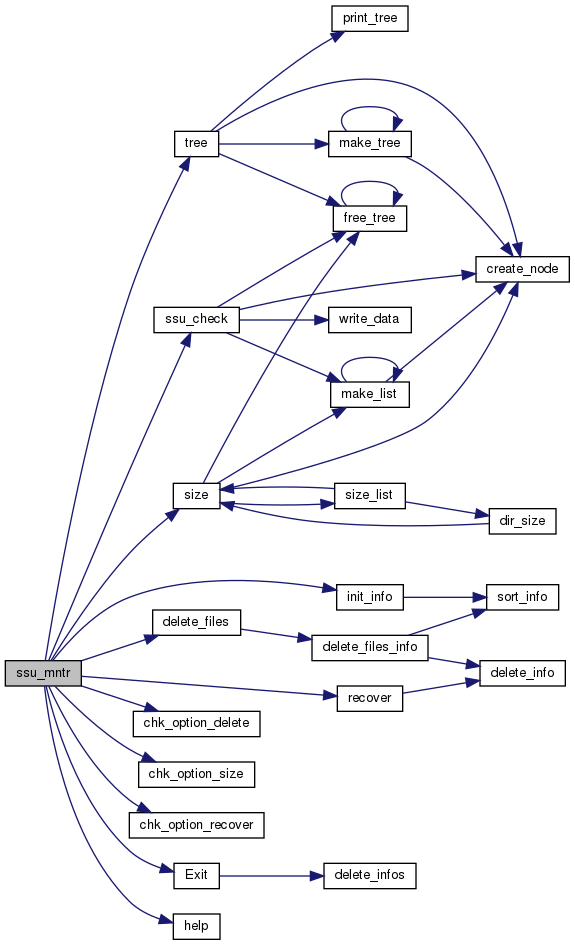 print_tree
tree
make_tree
free_tree
create_node
ssu_check
write_data
make_list
size
size_list
dir_size
init_info
sort_info
delete_files
delete_files_info
ssu_mntr
delete_info
recover
chk_option_delete
chk_option_size
chk_option_recover
Exit
delete_infos
help